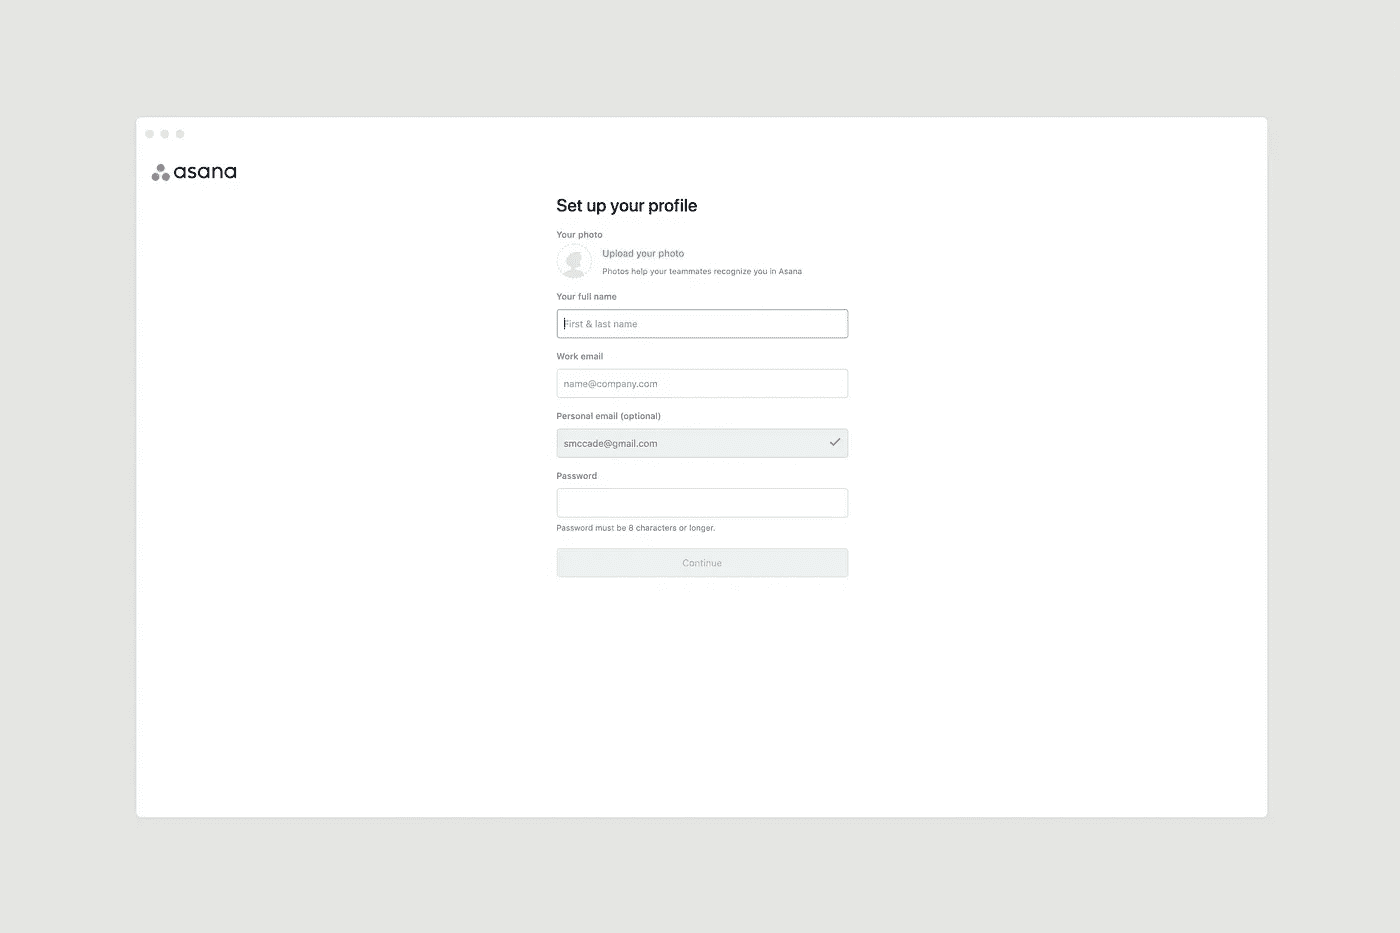 asana
Set up your profile
Your photo
Upload your photo
Photos help your teammates recognize you in Asana
Your full name
First & last name
Work email
name@company.com
Personal email (optional)
smccade@gmail.com
Password
Password must be 8 characters or longer.
Continue